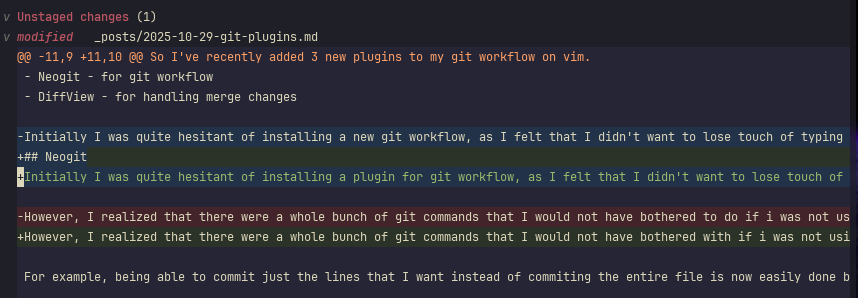 v Unstaged changes (1)
v modified   _posts/2025-10-29-git-plugins.md
@@ -11,9 +11,10 @@ So I've recently added 3 new plugins to my git workflow on vim.
 - Neogit - for git workflow
 - DiffView - for handling merge changes
-Initially I was quite hesitant of installing a new git workflow, as I felt that I didn't want to lose touch of typing
+## Neogit
+Initially I was quite hesitant of installing a plugin for git workflow, as I felt that I didn't want to lose touch of
-However, I realized that there were a whole bunch of git commands that I would not have bothered to do if i was not us
+However, I realized that there were a whole bunch of git commands that I would not have bothered with if i was not usi
 For example, being able to commit just the lines that I want instead of commiting the entire file is now easily done b